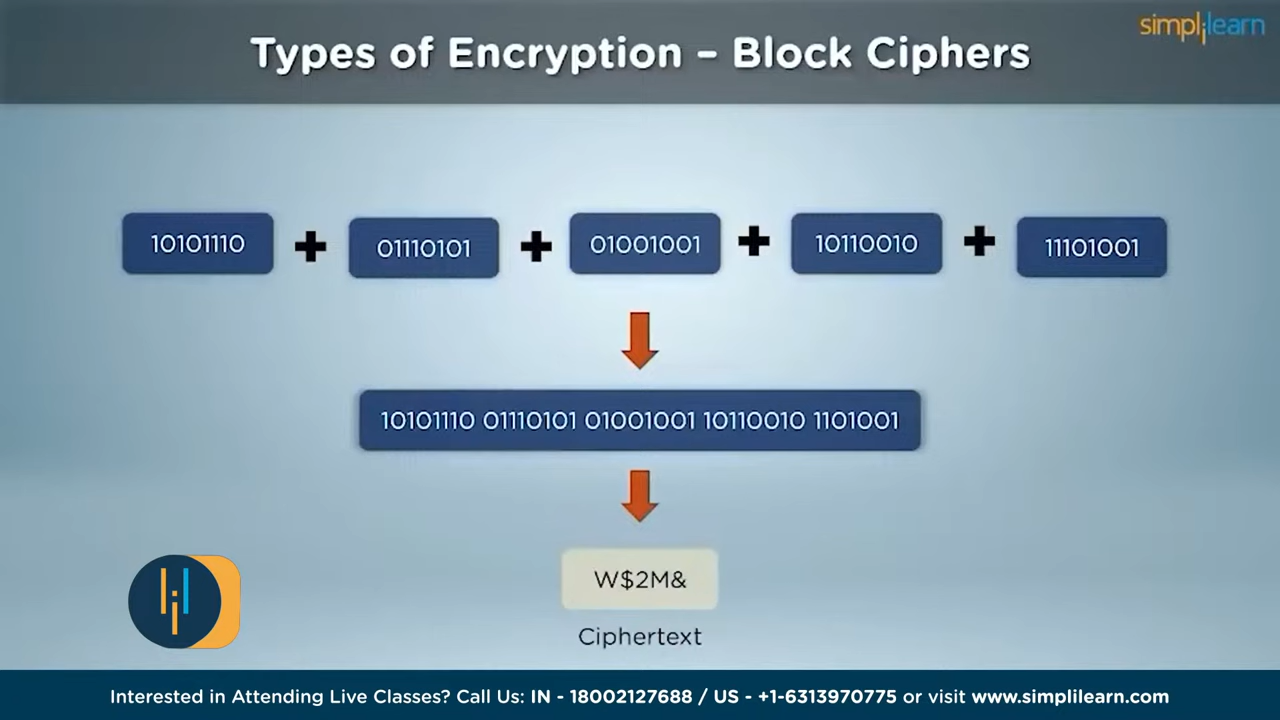 simplilearn
Types of Encryption – Block Ciphers
10101110 + 01110101 + 01001001 + 10110010 + 11101001
10101110 01110101 01001001 10110010 1101001
W$2M&
Ciphertext
Interested in Attending Live Classes? Call Us: IN - 18002127688 / US - +1-6313970775 or visit www.simplilearn.com